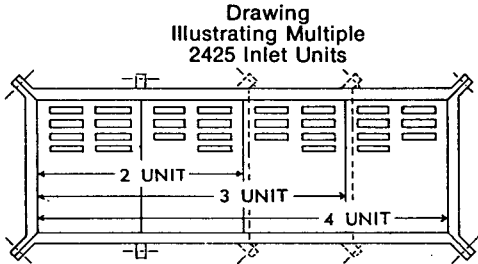 Drawing
Illustrating Multiple
2425 Inlet Units
2 UNIT
3 UNIT
4 UNIT